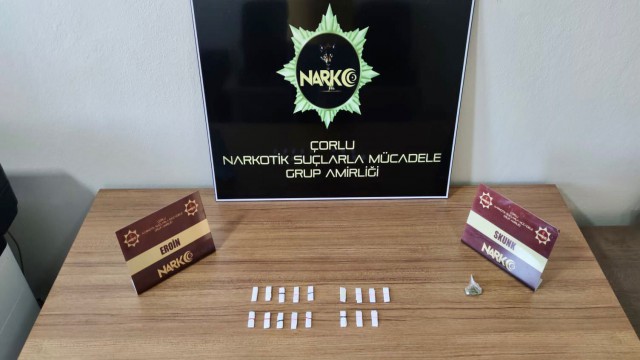 NARKO
ÇORLU
NARKOTİK SUÇLARLA MÜCADELE
GRUP AMİRLİĞİ
EROİN
NARKO
SKUNK
NARKO